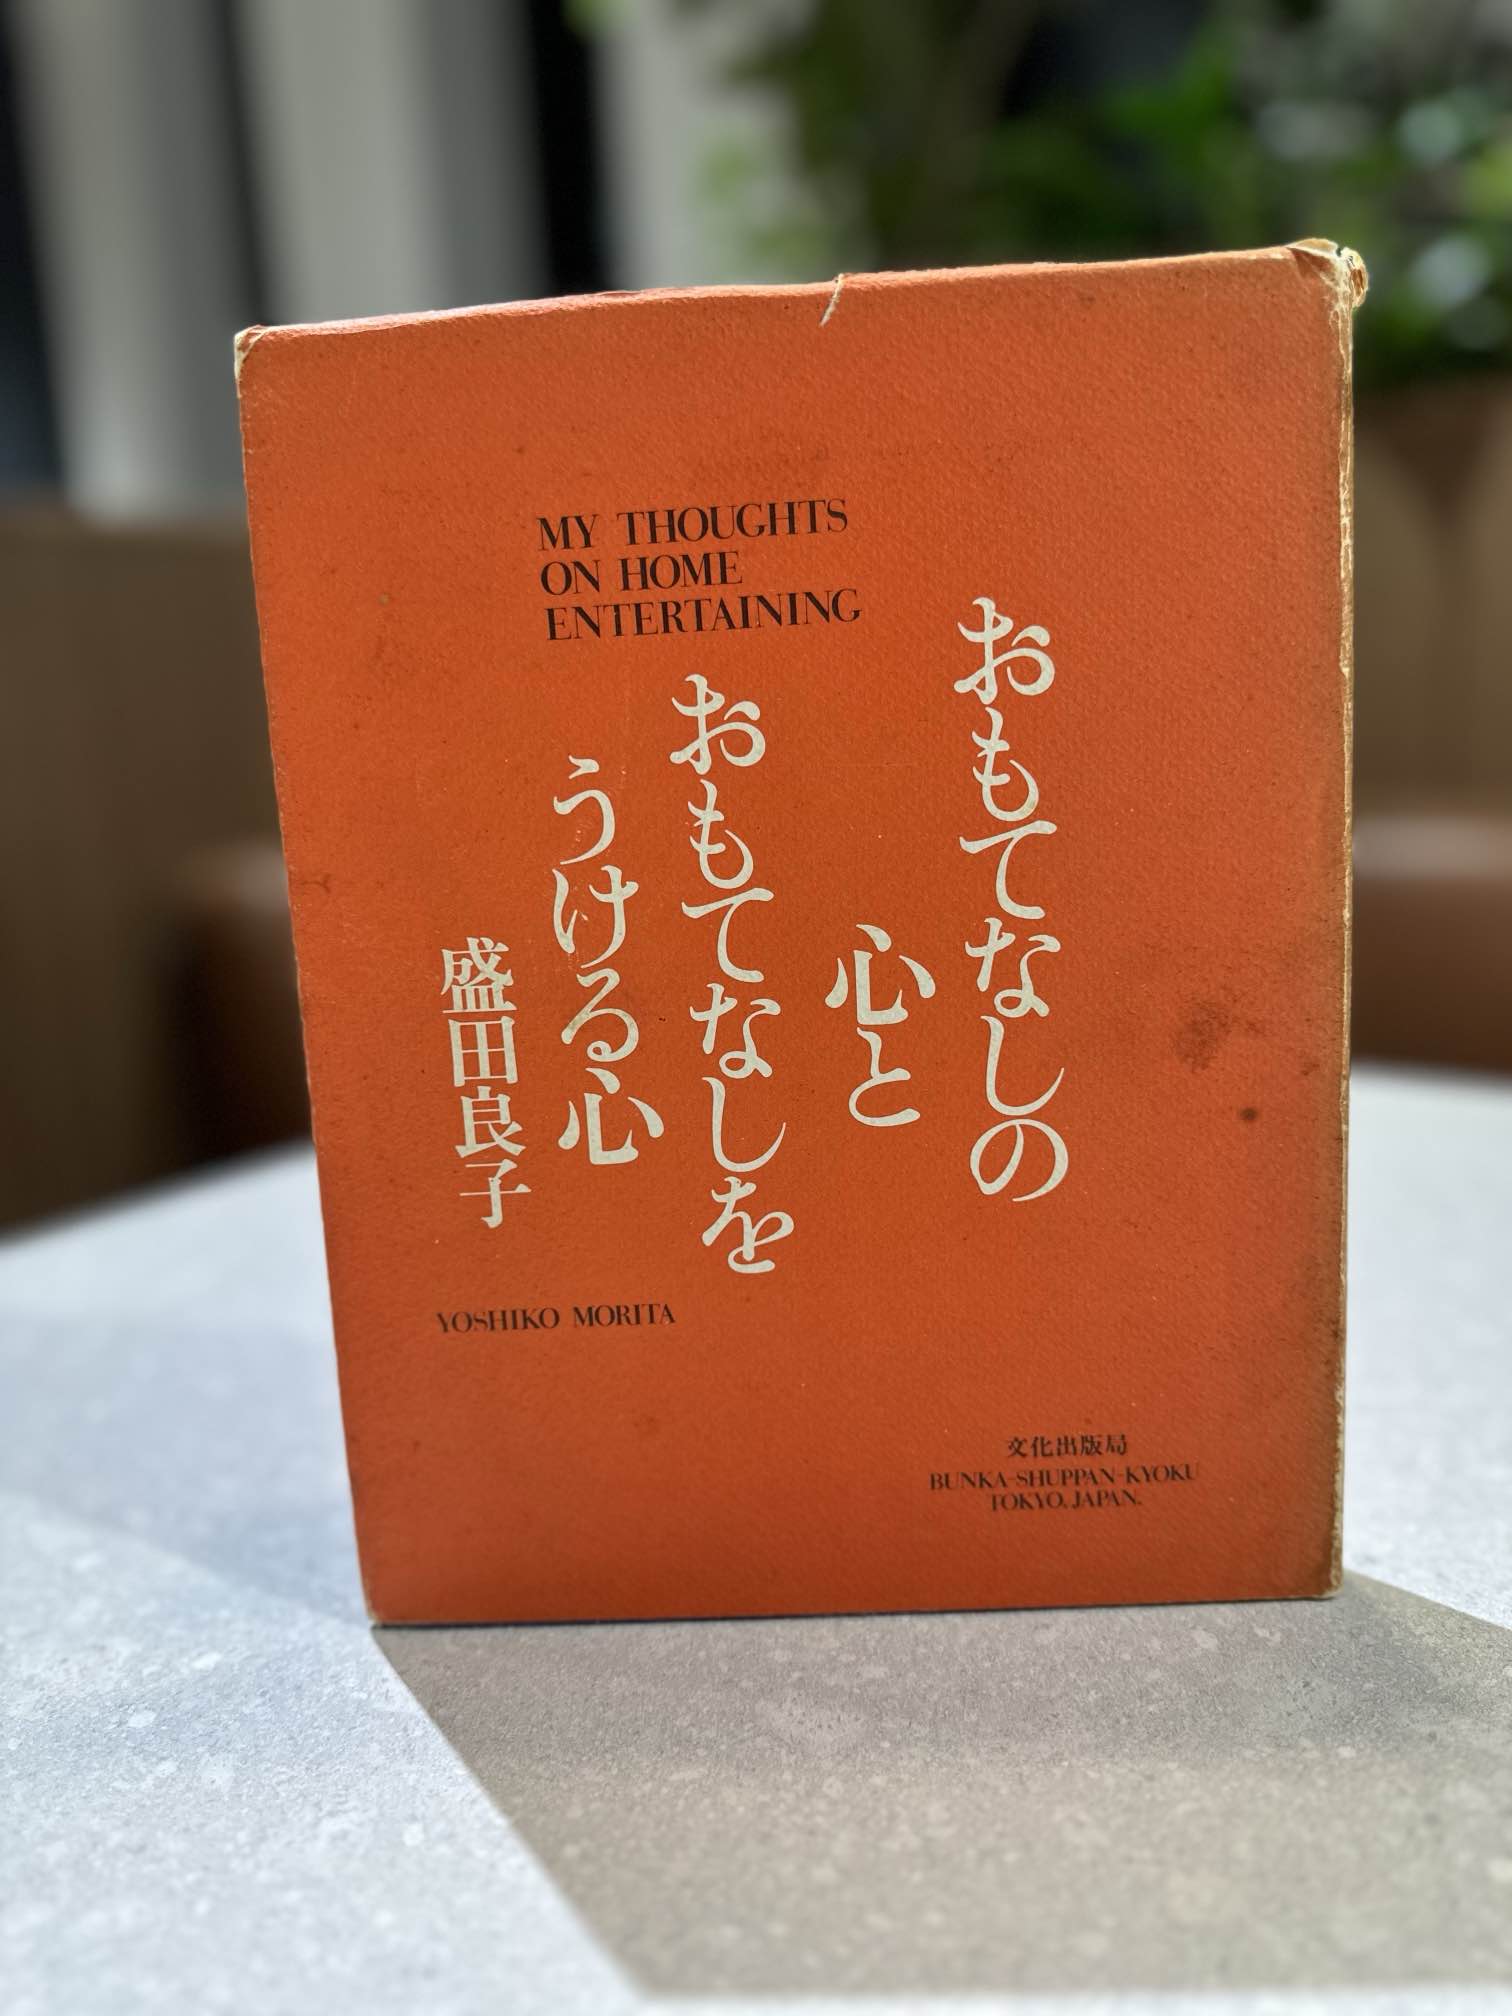 MY THOUGHTS
ON HOME
ENTERTAINING
おもてなしの
心と
おもてなしを
うける心
盛田良子
YOSHIKO MORITA
文化出版局
BUNKA-SHUPPAN-KYOKU
TOKYO, JAPAN.